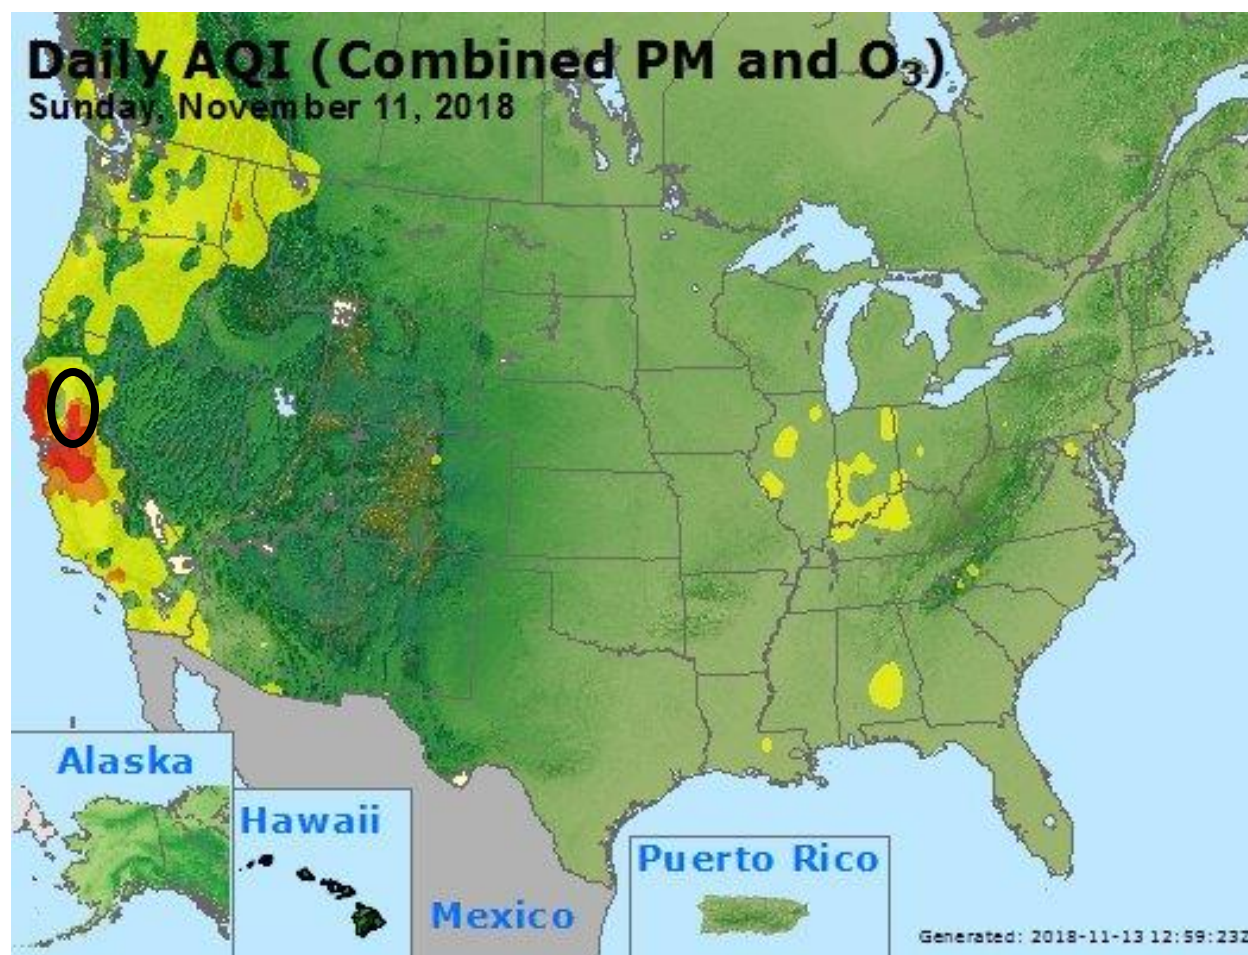 Daily AQI (Combined PM and O₃)
Sunday, November 11, 2018
Alaska
Hawaii
Mexico
Puerto Rico
Generated: 2018-11-13 12:59:23Z